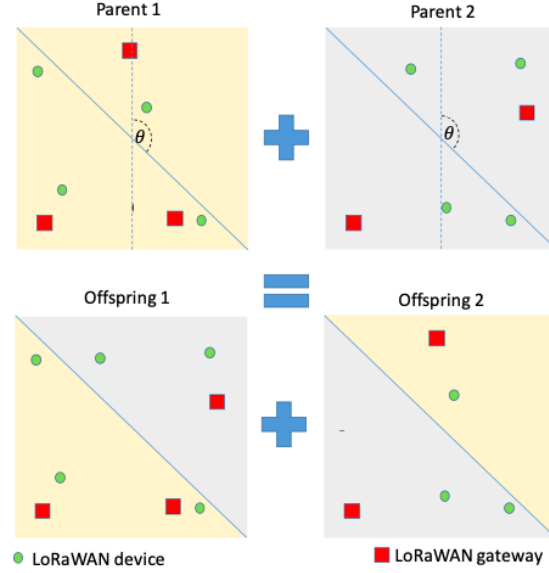 Parent 1
Parent 2
θ
θ
Offspring 1
Offspring 2
LoRaWAN device
LoRaWAN gateway